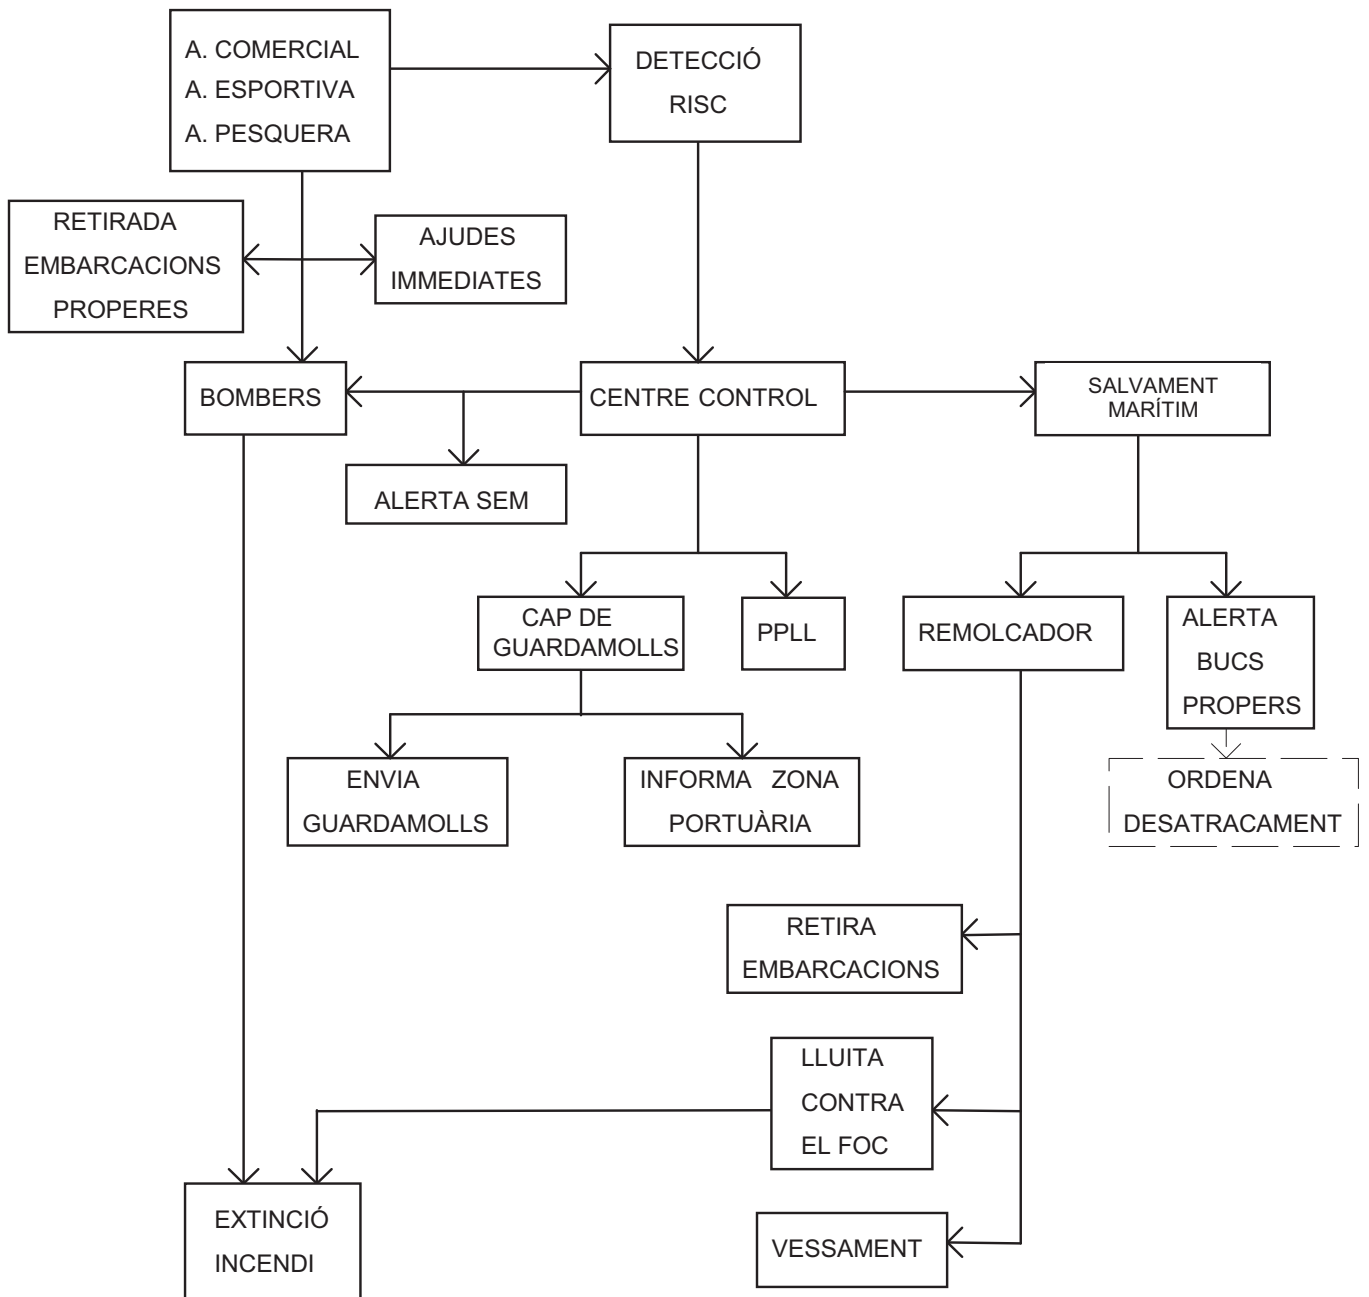 A. COMERCIAL
A. ESPORTIVA
A. PESQUERA
DETECCIÓ
RISC
RETIRADA
EMBARCACIONS
PROPERES
AJUDES
IMMEDIATES
BOMBERS
CENTRE CONTROL
SALVAMENT
MARÍTIM
ALERTA SEM
CAP DE
GUARDAMOLLS
PPLL
REMOLCADOR
ALERTA
BUCS
PROPERS
ENVIA
GUARDAMOLLS
INFORMA ZONA
PORTUÀRIA
ORDENA
DESATRACAMENT
RETIRA
EMBARCACIONS
LLUITA
CONTRA
EL FOC
EXTINCIÓ
INCENDI
VESSAMENT